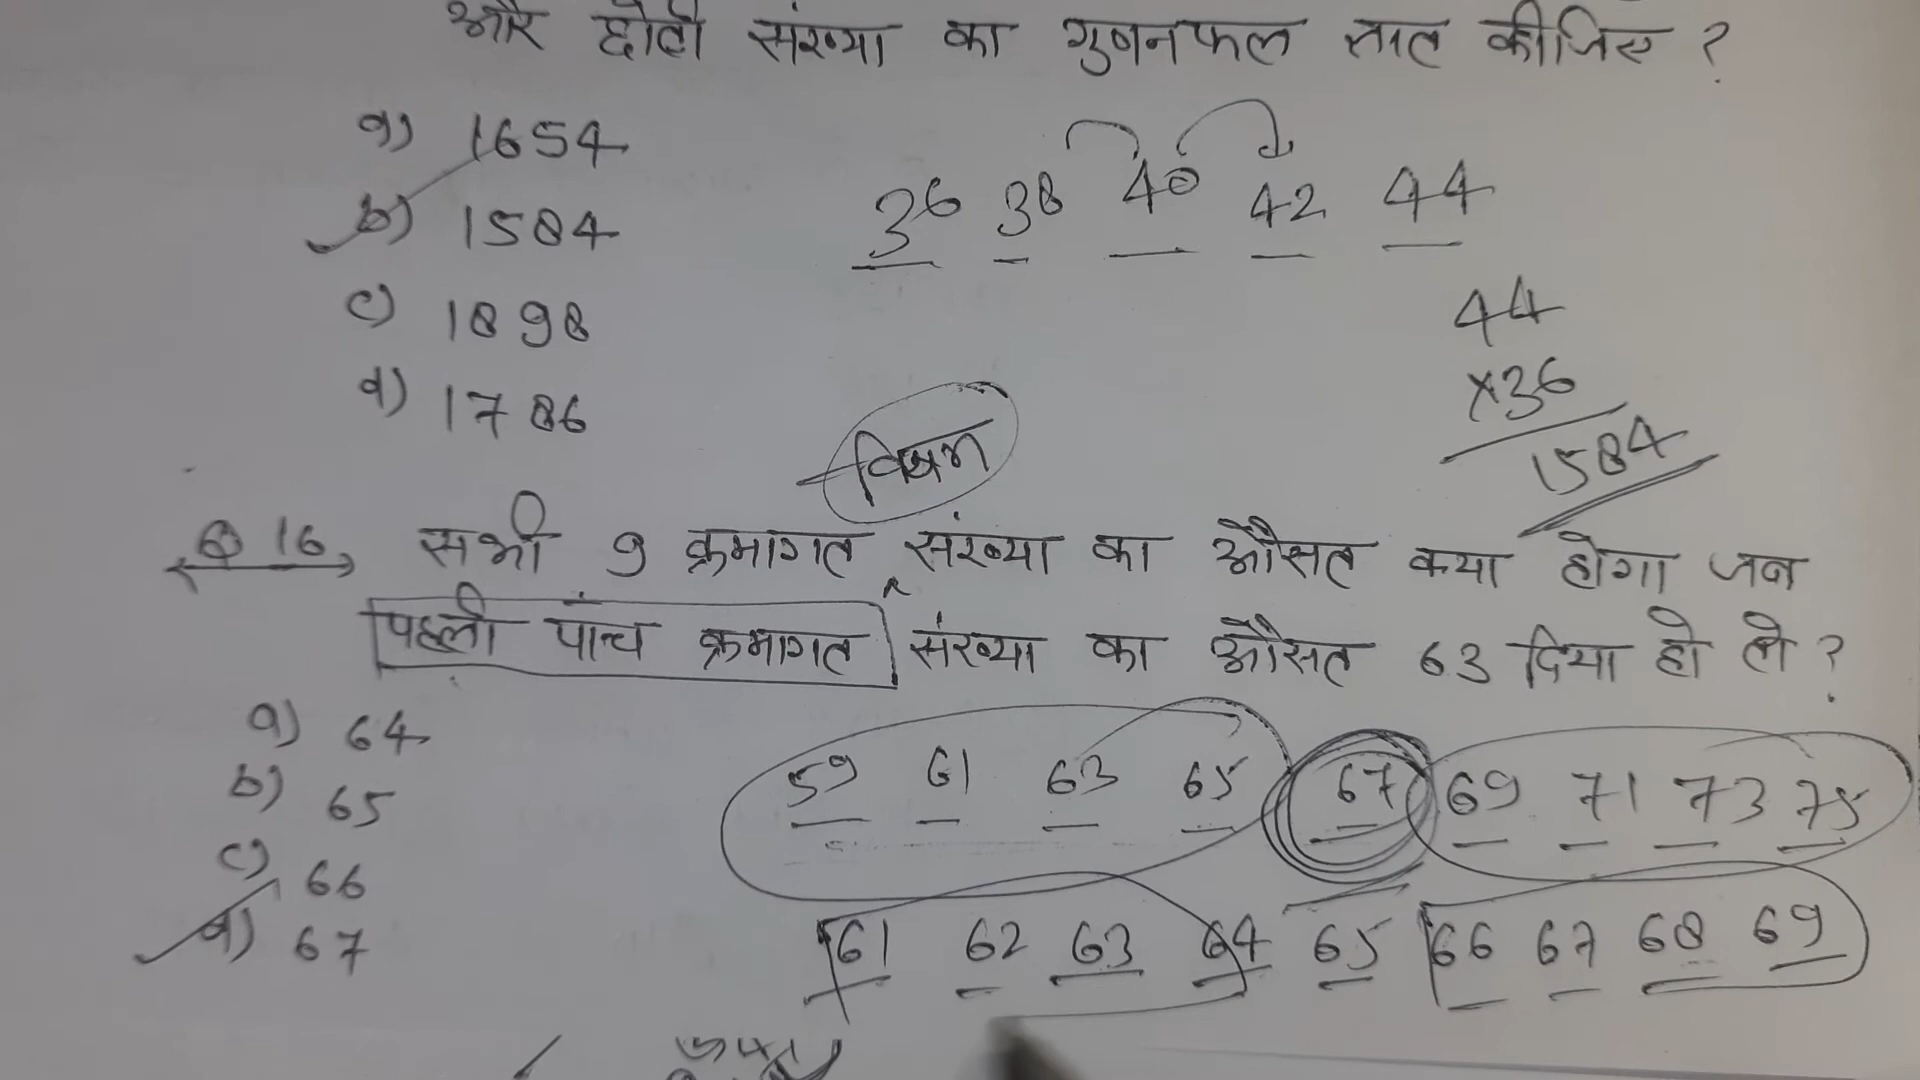 और छोटी संख्या का गुणनफल ज्ञात कीजिए ?
a) 1654
b) 1584
c) 1898
d) 1786
36 38 40 42 44
44
x36
1584
विषम
Q 16 सभी 9 क्रमागत संख्या का औसत क्या होगा जब
पहली पांच क्रमागत संख्या का औसत 63 दिया हो तो ?
a) 64
b) 65
c) 66
d) 67
59 61 63 65 67 69 71 73 75
61 62 63 64 65 66 67 68 69